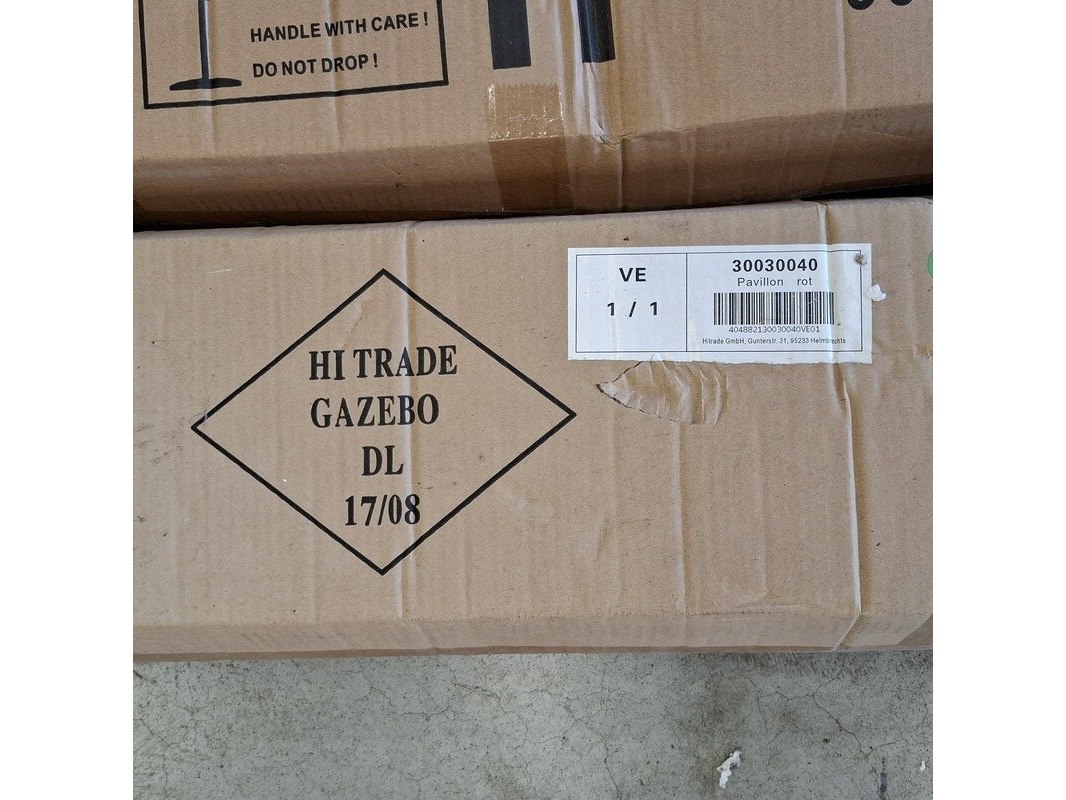 HANDLE WITH CARE !
DO NOT DROP !
VE
1 / 1
30030040
Pavillon rot
404882130030040VE01
Hitrade GmbH, Gunterstr. 31, 95233 Helmbrechts
HI TRADE
GAZEBO
DL
17/08